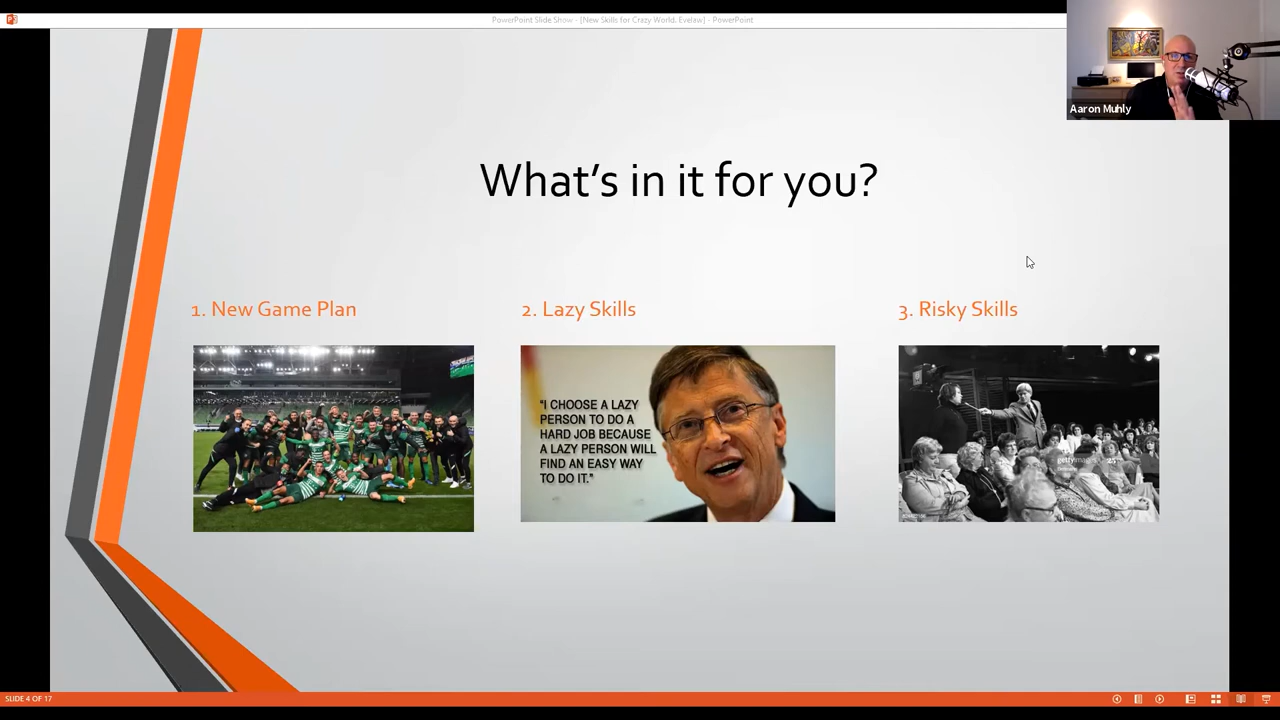 PowerPoint Slide Show - [New Skills for Crazy World. Evelaw] - PowerPoint
Aaron Muhly
What's in it for you?
1. New Game Plan
2. Lazy Skills
3. Risky Skills
"I CHOOSE A LAZY
PERSON TO DO A
HARD JOB BECAUSE
A LAZY PERSON WILL
FIND AN EASY WAY
TO DO IT."
gettyimages
SLIDE 4 OF 17